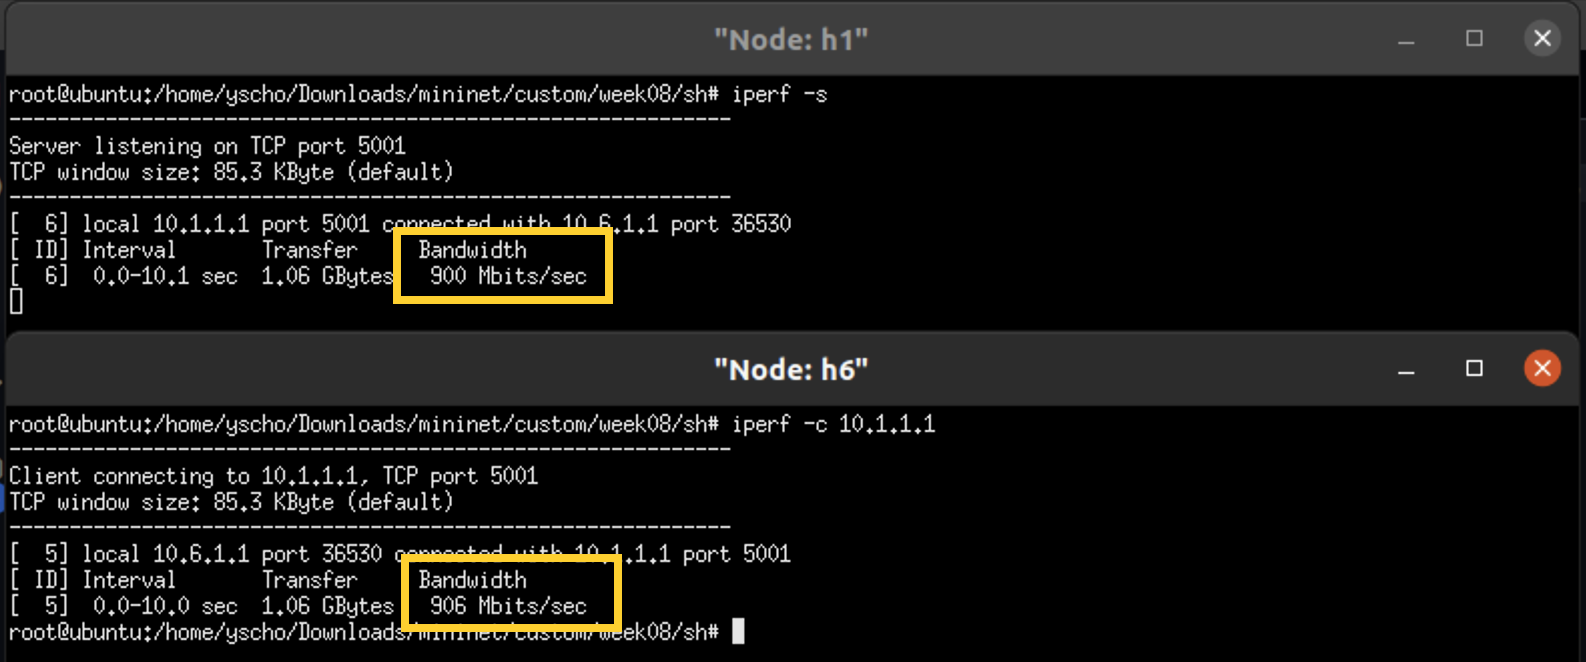 "Node: h1"
root@ubuntu:/home/yscho/Downloads/mininet/custom/week08/sh# iperf -s
------------------------------------------------------------
Server listening on TCP port 5001
TCP window size: 85.3 KByte (default)
------------------------------------------------------------
[  6] local 10.1.1.1 port 5001 connected with 10.6.1.1 port 36530
[ ID] Interval       Transfer     Bandwidth
[  6]  0.0-10.1 sec  1.06 GBytes   900 Mbits/sec
"Node: h6"
root@ubuntu:/home/yscho/Downloads/mininet/custom/week08/sh# iperf -c 10.1.1.1
------------------------------------------------------------
Client connecting to 10.1.1.1, TCP port 5001
TCP window size: 85.3 KByte (default)
------------------------------------------------------------
[  5] local 10.6.1.1 port 36530 connected with 10.1.1.1 port 5001
[ ID] Interval       Transfer     Bandwidth
[  5]  0.0-10.0 sec  1.06 GBytes   906 Mbits/sec
root@ubuntu:/home/yscho/Downloads/mininet/custom/week08/sh#